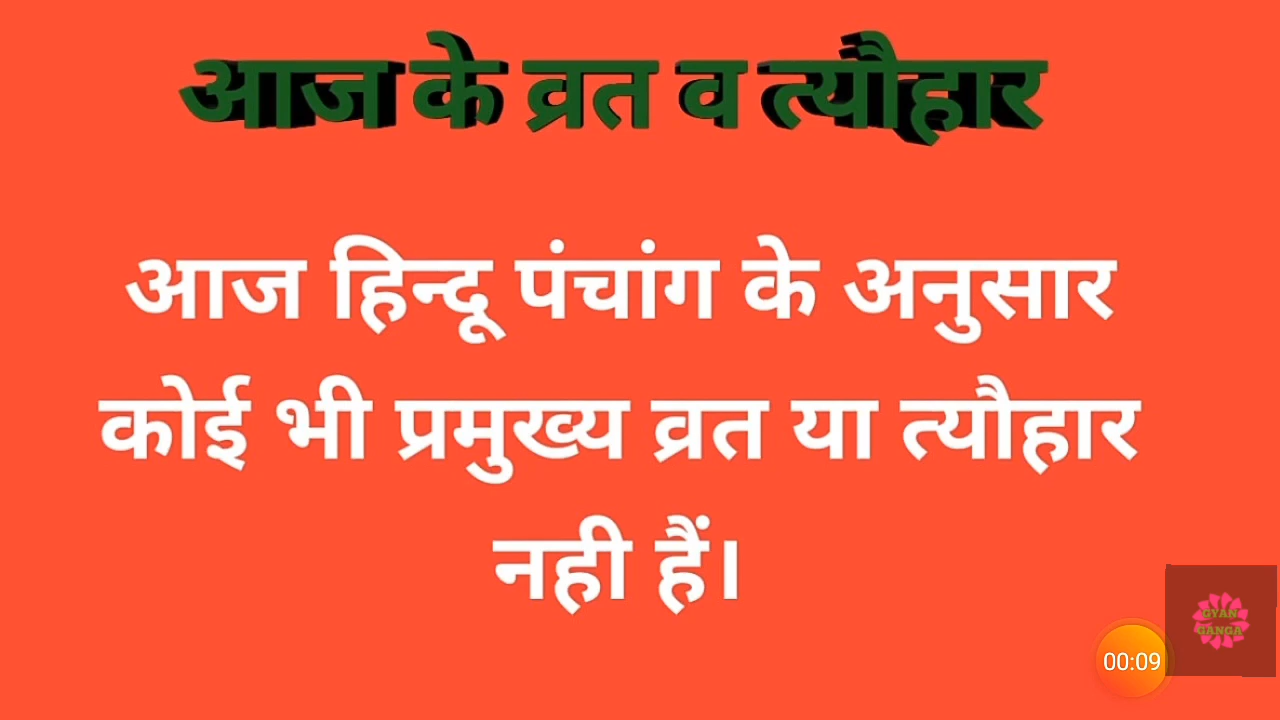 आज के व्रत व त्यौहार
आज हिन्दू पंचांग के अनुसार
कोई भी प्रमुख्य व्रत या त्यौहार
नही हैं।
GYAN
GANGA
00:09